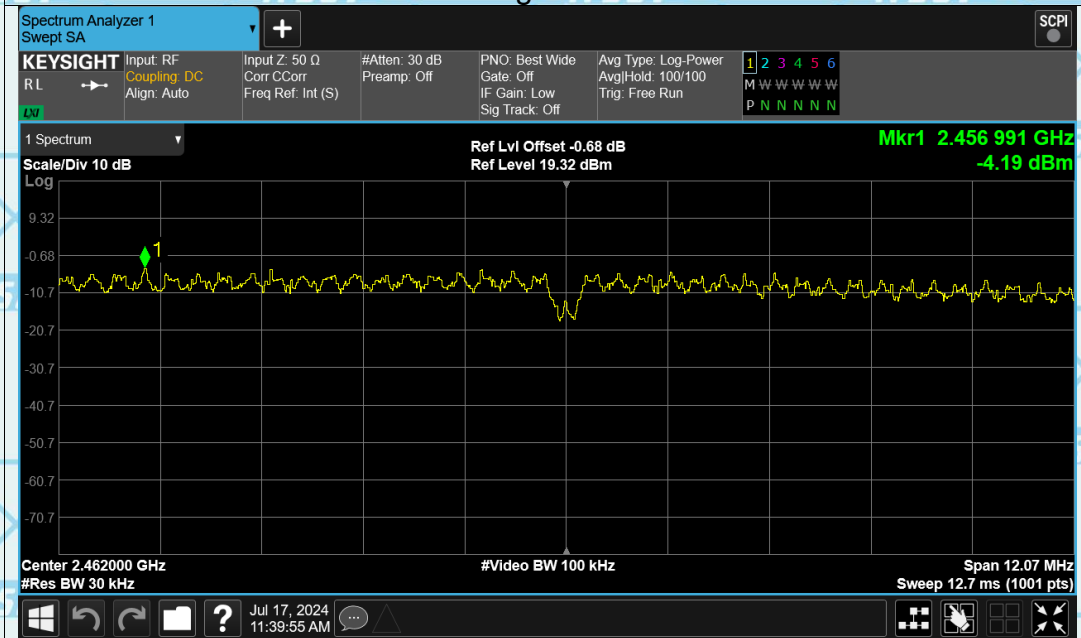 Spectrum Analyzer 1
Swept SA
+
SCPI
KEYSIGHT
R L
LXI
Input: RF
Coupling: DC
Align: Auto
Input Z: 50 Ω
Corr CCorr
Freq Ref: Int (S)
#Atten: 30 dB
Preamp: Off
PNO: Best Wide
Gate: Off
IF Gain: Low
Sig Track: Off
Avg Type: Log-Power
Avg|Hold: 100/100
Trig: Free Run
1 2 3 4 5 6
M W W W W W
P N N N N N
1 Spectrum
Scale/Div 10 dB
Log
Ref Lvl Offset -0.68 dB
Ref Level 19.32 dBm
Mkr1 2.456 991 GHz
-4.19 dBm
9.32
-0.68
1
-10.7
-20.7
-30.7
-40.7
-50.7
-60.7
-70.7
Center 2.462000 GHz
#Res BW 30 kHz
#Video BW 100 kHz
Span 12.07 MHz
Sweep 12.7 ms (1001 pts)
?
Jul 17, 2024
11:39:55 AM